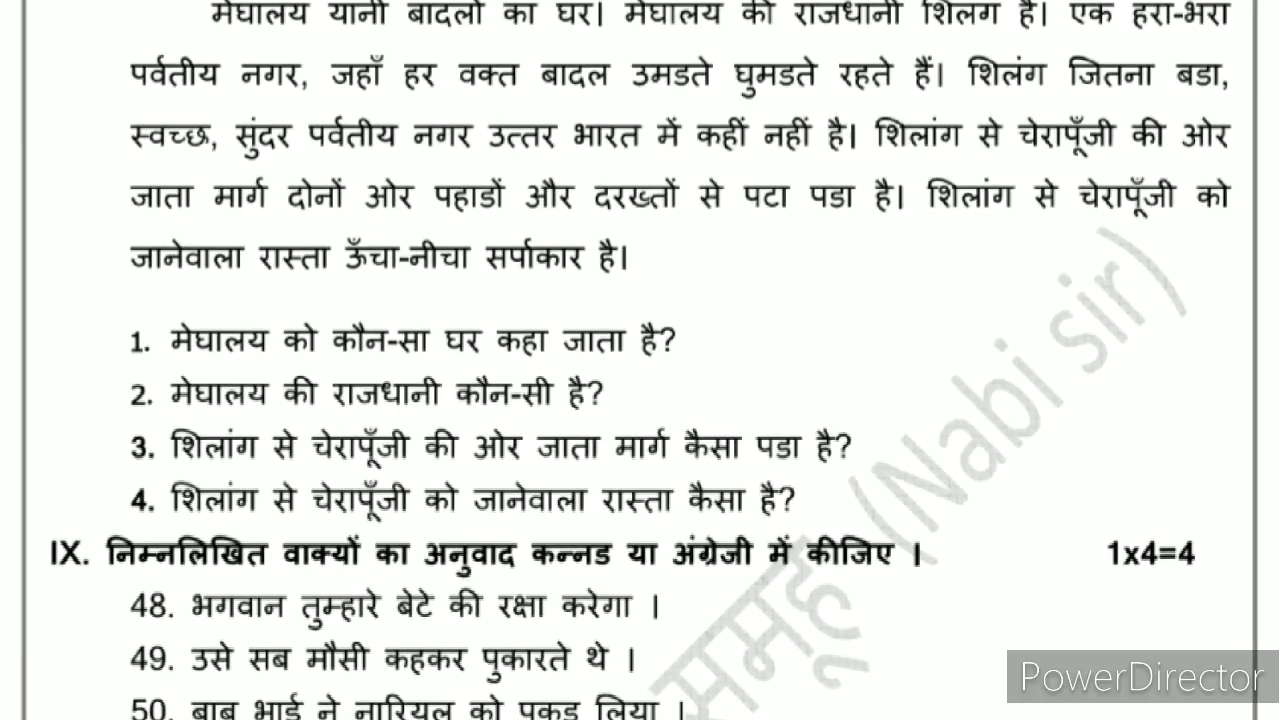 मेघालय यानी बादलों का घर। मेघालय की राजधानी शिलंग है। एक हरा-भरा
पर्वतीय नगर, जहाँ हर वक्त बादल उमडते घुमडते रहते हैं। शिलंग जितना बडा,
स्वच्छ, सुंदर पर्वतीय नगर उत्तर भारत में कहीं नहीं है। शिलांग से चेरापूँजी की ओर
जाता मार्ग दोनों ओर पहाडों और दरख्तों से पटा पडा है। शिलांग से चेरापूँजी को
जानेवाला रास्ता ऊँचा-नीचा सर्पाकार है।
1. मेघालय को कौन-सा घर कहा जाता है?
2. मेघालय की राजधानी कौन-सी है?
3. शिलांग से चेरापूँजी की ओर जाता मार्ग कैसा पडा है?
4. शिलांग से चेरापूँजी को जानेवाला रास्ता कैसा है?
IX. निम्नलिखित वाक्यों का अनुवाद कन्नड या अंग्रेजी में कीजिए । 1x4=4
48. भगवान तुम्हारे बेटे की रक्षा करेगा ।
49. उसे सब मौसी कहकर पुकारते थे ।
50. बाबु भाई ने नारियल को पकड लिया ।
समूह (Nabi sir)
PowerDirector